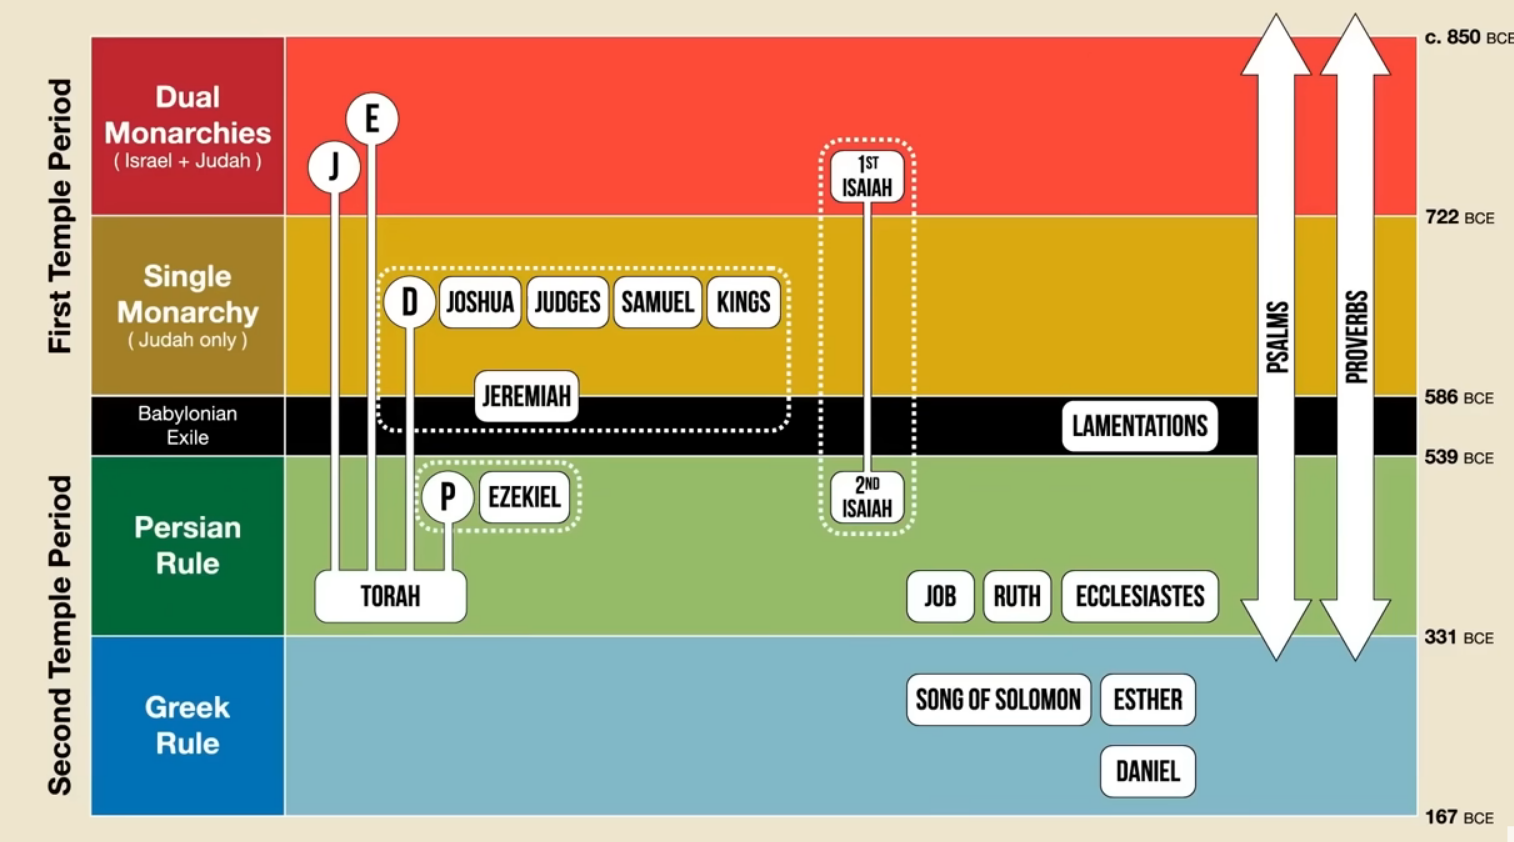 First Temple Period
Second Temple Period
Dual
Monarchies
( Israel + Judah )
Single
Monarchy
( Judah only )
Babylonian
Exile
Persian
Rule
Greek
Rule
E
J
1ST
ISAIAH
D JOSHUA JUDGES SAMUEL KINGS
JEREMIAH
LAMENTATIONS
P EZEKIEL
2ND
ISAIAH
TORAH
JOB RUTH ECCLESIASTES
SONG OF SOLOMON ESTHER
DANIEL
PSALMS
PROVERBS
c. 850 BCE
722 BCE
586 BCE
539 BCE
331 BCE
167 BCE